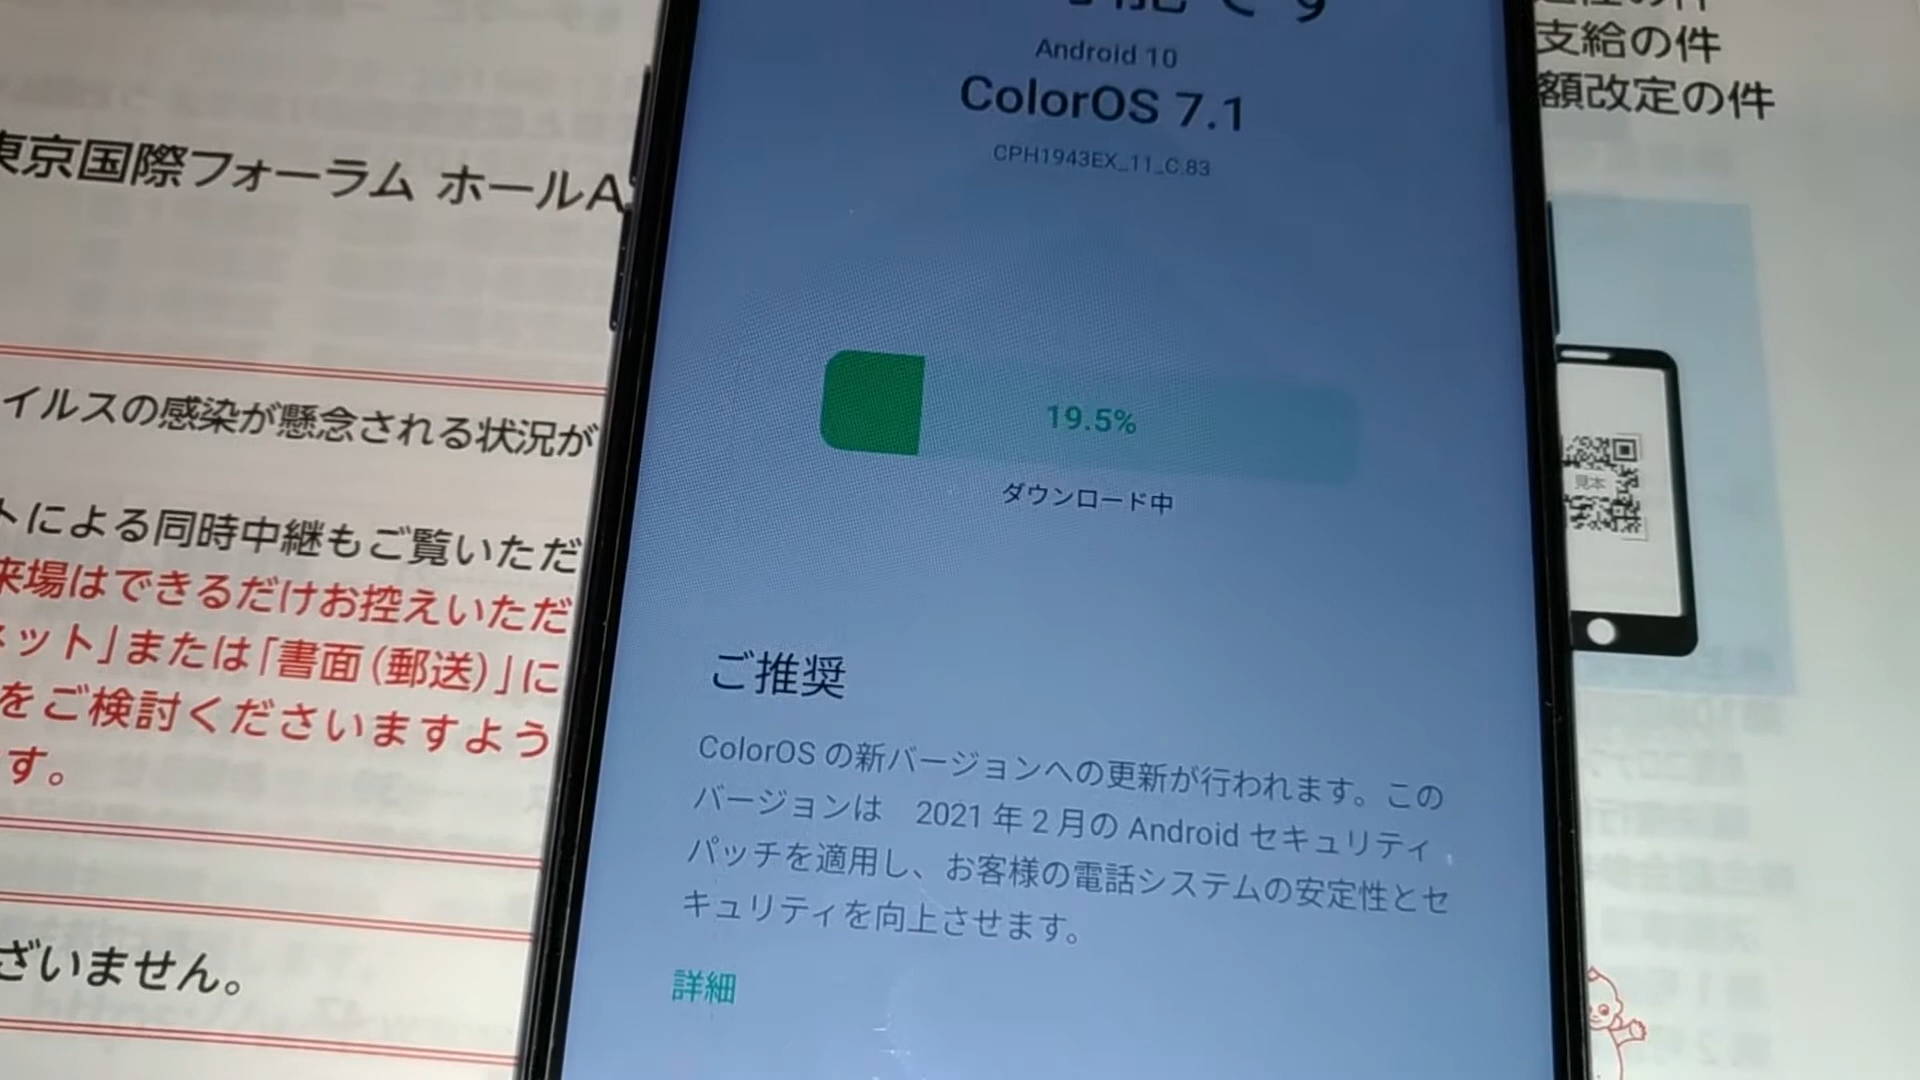 能です
Android 10
ColorOS 7.1
CPH1943EX_11_C.83
19.5%
ダウンロード中
ご推奨
ColorOS の新バージョンへの更新が行われます。この
バージョンは 2021 年 2 月の Android セキュリティ
パッチを適用し、お客様の電話システムの安定性とセ
キュリティを向上させます。
詳細
東京国際フォーラム ホールA
イルスの感染が懸念される状況が
トによる同時中継もご覧いただ
来場はできるだけお控えいただ
ネット」または「書面(郵送)」に
をご検討くださいますよう
す。
ざいません。
支給の件
額改定の件
見本